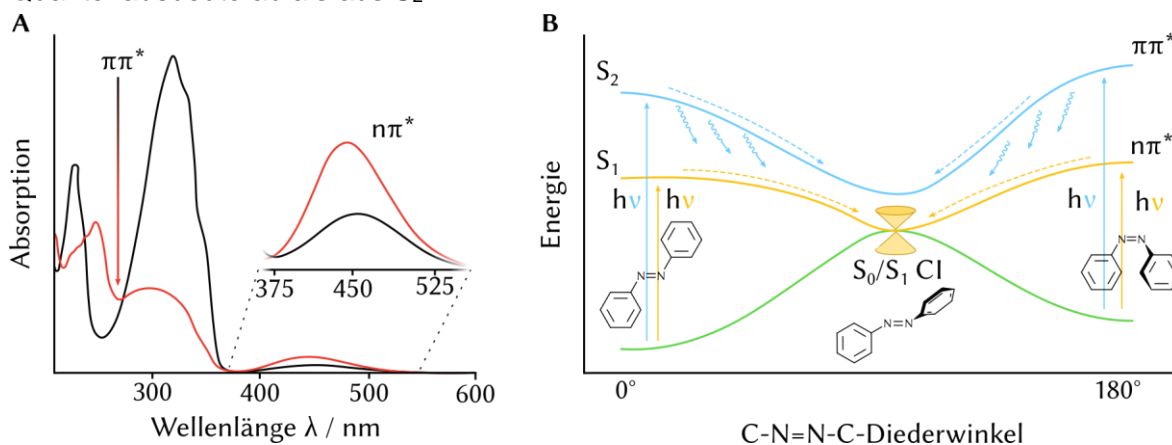 A
Absorption
ππ*
nπ*
375
450
525
300
400
500
600
Wellenlänge λ / nm
B
Energie
S₂
S₁
hν
hν
ππ*
nπ*
hν
hν
N=N
N=N
S₀/S₁ CI
N=N
0°
180°
C-N=N-C-Diederwinkel